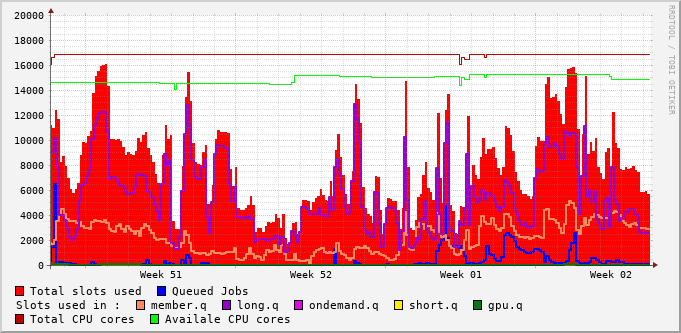 20000
18000
16000
14000
12000
10000
8000
6000
4000
2000
0
Week 51 Week 52 Week 01 Week 02
RRDTOOL / TOBI OETIKER
Total slots used Queued Jobs
Slots used in : member.q long.q ondemand.q short.q gpu.q
Total CPU cores Availale CPU cores